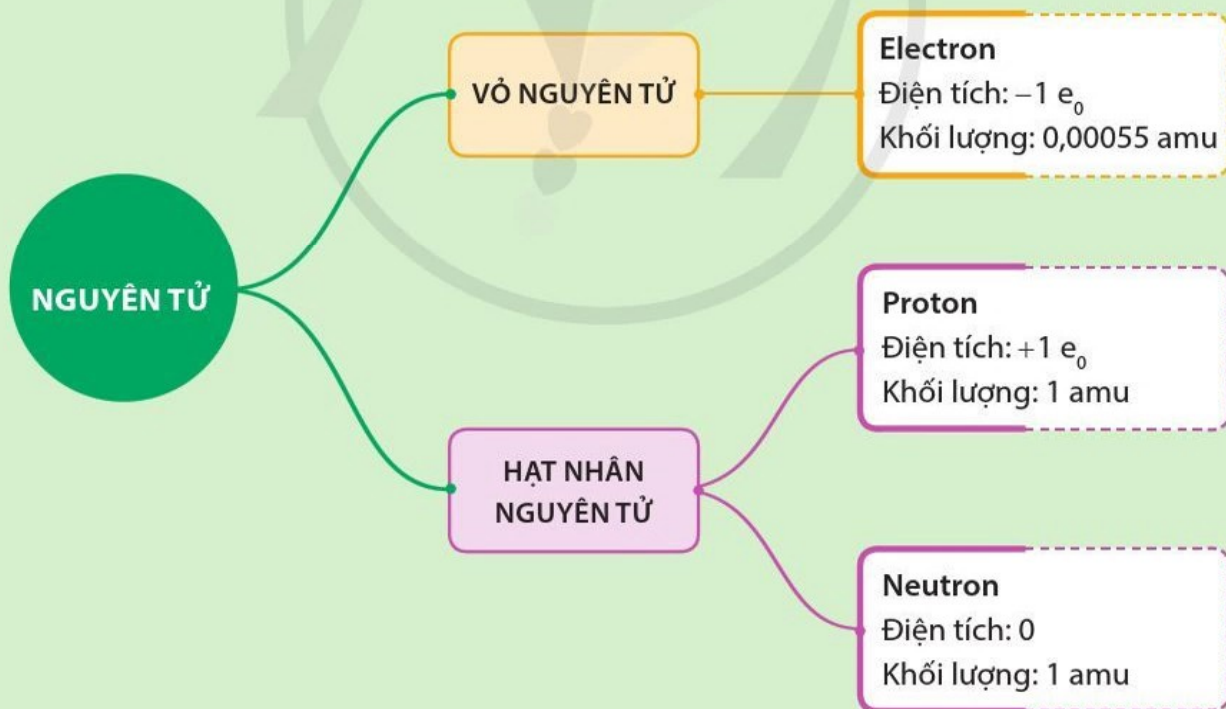 NGUYÊN TỬ
VỎ NGUYÊN TỬ
Electron
Điện tích: −1 e₀
Khối lượng: 0,00055 amu
HẠT NHÂN
NGUYÊN TỬ
Proton
Điện tích: +1 e₀
Khối lượng: 1 amu
Neutron
Điện tích: 0
Khối lượng: 1 amu